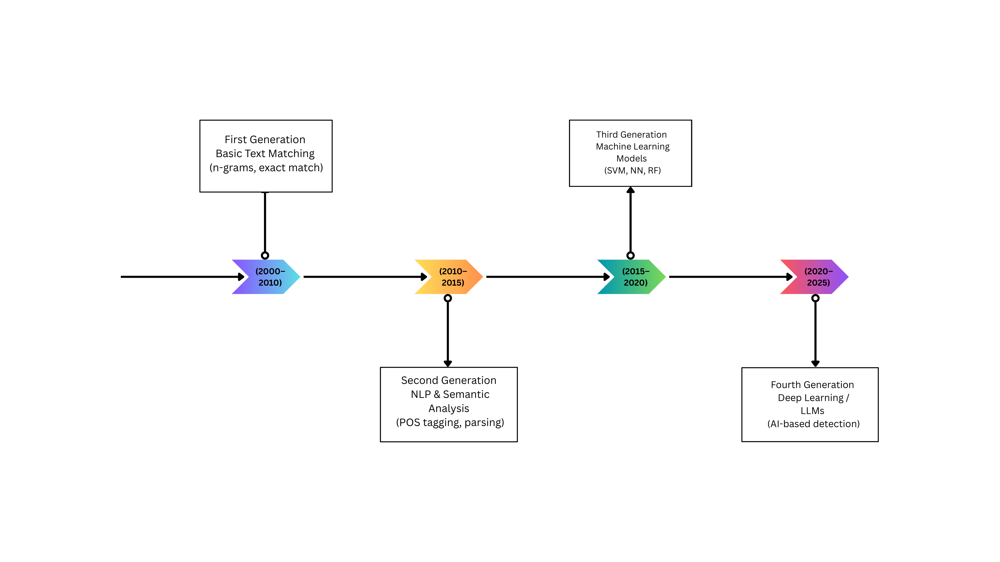 First Generation
Basic Text Matching
(n-grams, exact match)
Third Generation
Machine Learning
Models
(SVM, NN, RF)
(2000–
2010)
(2010–
2015)
(2015–
2020)
(2020–
2025)
Second Generation
NLP & Semantic
Analysis
(POS tagging, parsing)
Fourth Generation
Deep Learning /
LLMs
(AI-based detection)